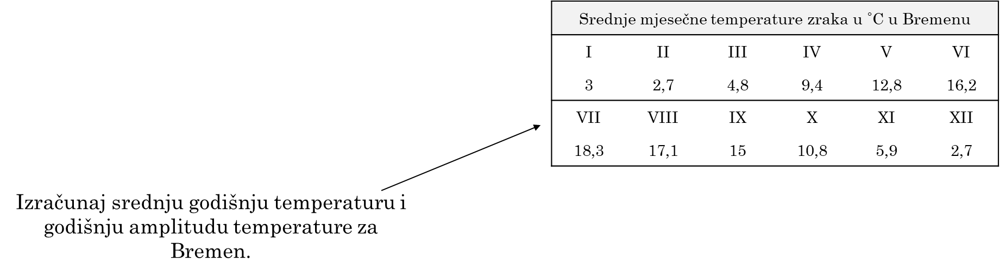 Srednje mjesečne temperature zraka u ˚C u Bremenu
I II III IV V VI
3 2,7 4,8 9,4 12,8 16,2
VII VIII IX X XI XII
18,3 17,1 15 10,8 5,9 2,7
Izračunaj srednju godišnju temperaturu i
godišnju amplitudu temperature za
Bremen.